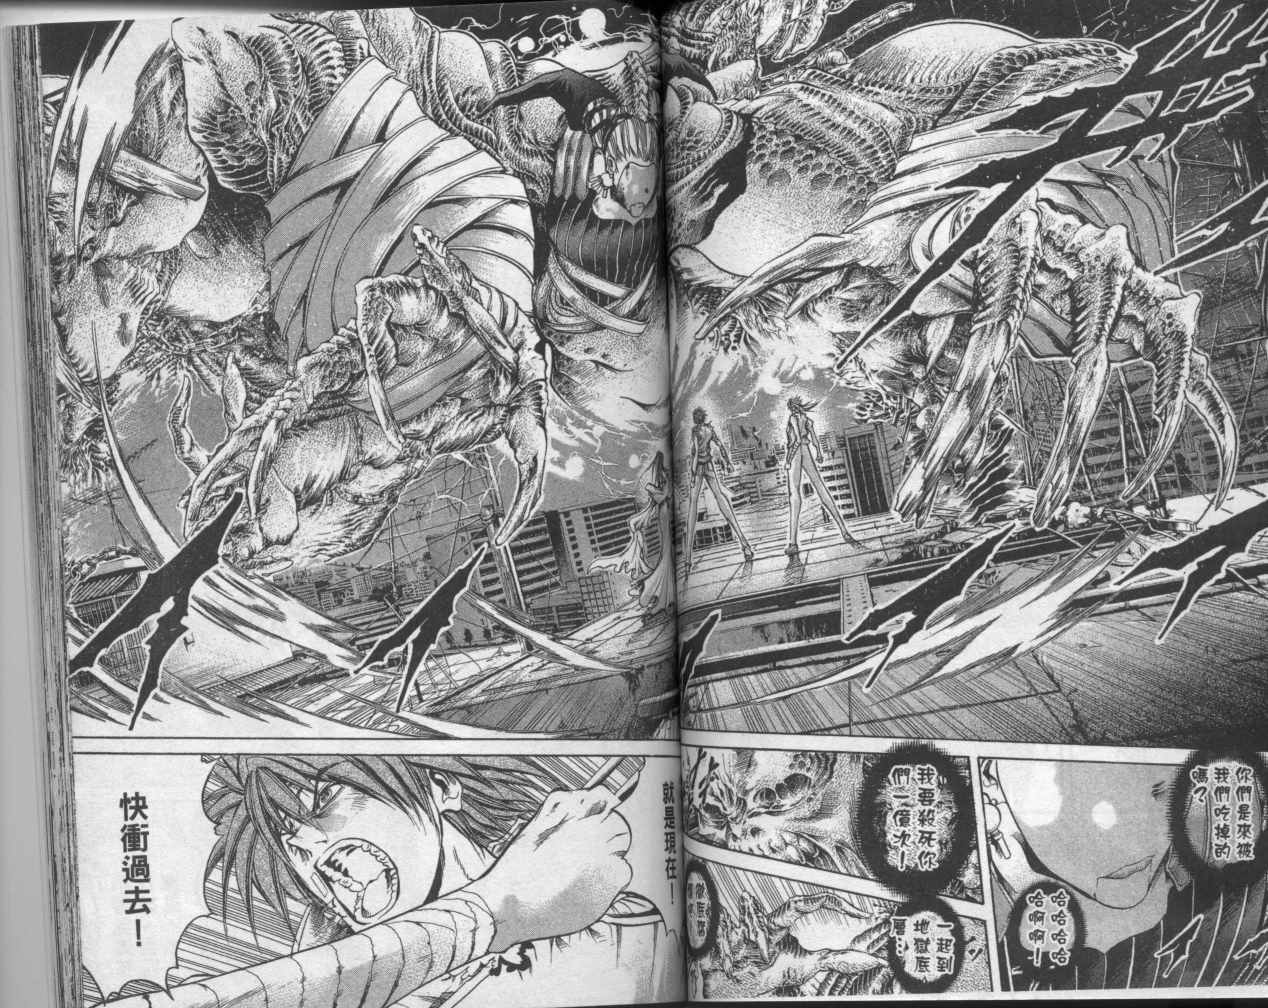 你們是來被
我們吃掉的
嗎？
哈哈哈哈
哈啊啊！
我要殺死你
們二億次！
一起到
地獄底
層…
就是現在！
快衝過去！